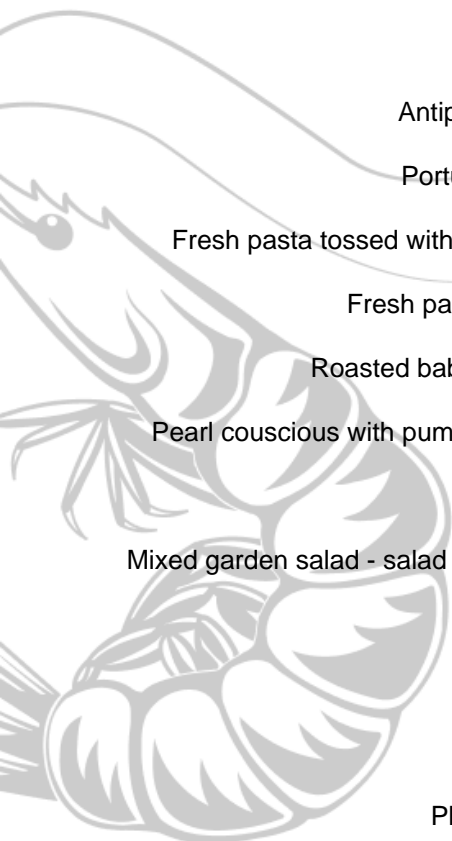 Antip
Portu
Fresh pasta tossed with
Fresh pa
Roasted bab
Pearl couscious with pum
Mixed garden salad - salad
Pl